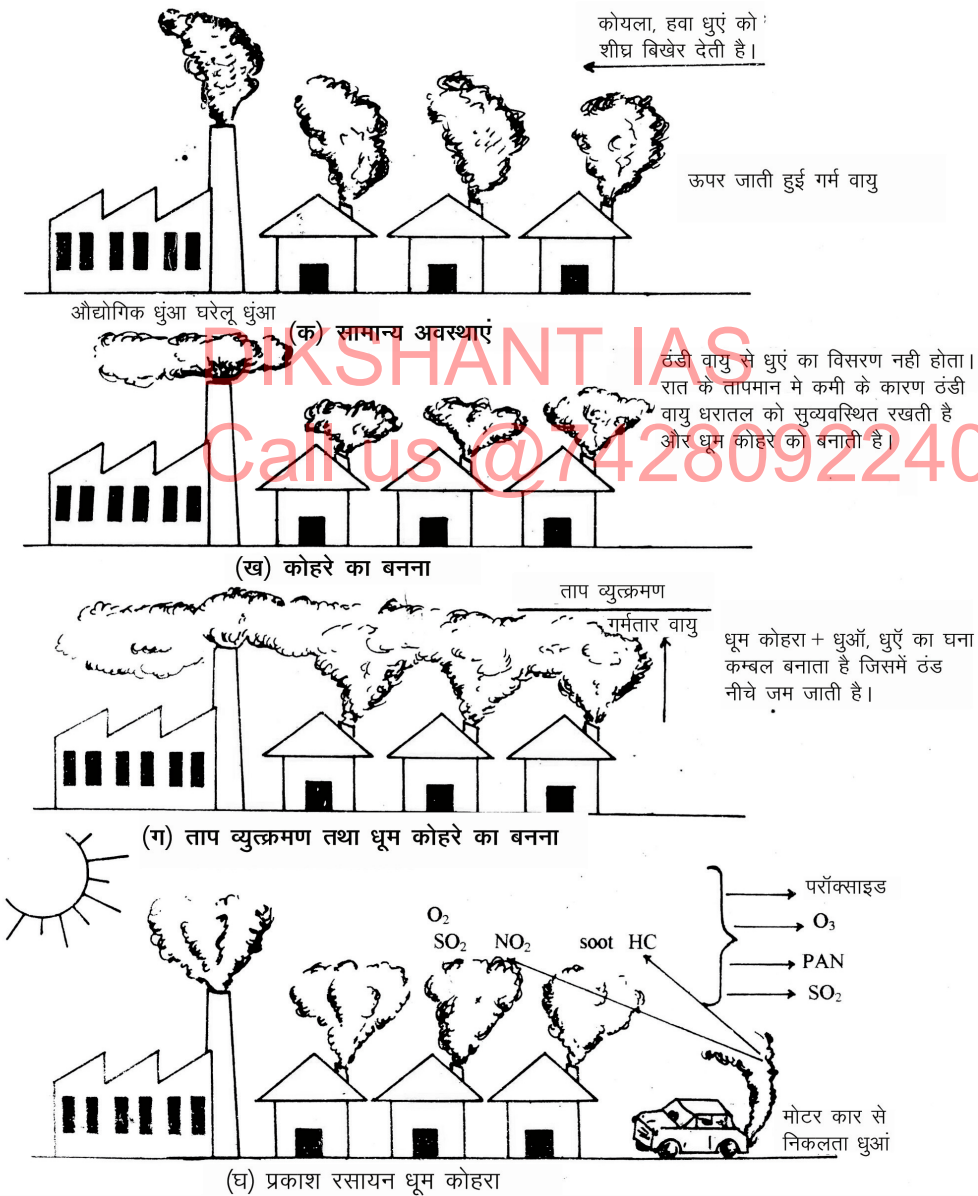 कोयला, हवा धुएं को
शीघ्र बिखेर देती है।
ऊपर जाती हुई गर्म वायु
औद्योगिक धुंआ घरेलू धुंआ
(क) सामान्य अवस्थाएं
DIKSHANT IAS
Call us @7428092240
ठंडी वायु से धुएं का विसरण नही होता।
रात के तापमान मे कमी के कारण ठंडी
वायु धरातल को सुव्यवस्थित रखती है
और धूम कोहरे को बनाती है।
(ख) कोहरे का बनना
ताप व्युत्क्रमण
गर्मतार वायु
धूम कोहरा + धुऑ, धुऍ का घना
कम्बल बनाता है जिसमें ठंड
नीचे जम जाती है।
(ग) ताप व्युत्क्रमण तथा धूम कोहरे का बनना
O₂
SO₂ NO₂ soot HC
परॉक्साइड
O₃
PAN
SO₂
मोटर कार से
निकलता धुआं
(घ) प्रकाश रसायन धूम कोहरा